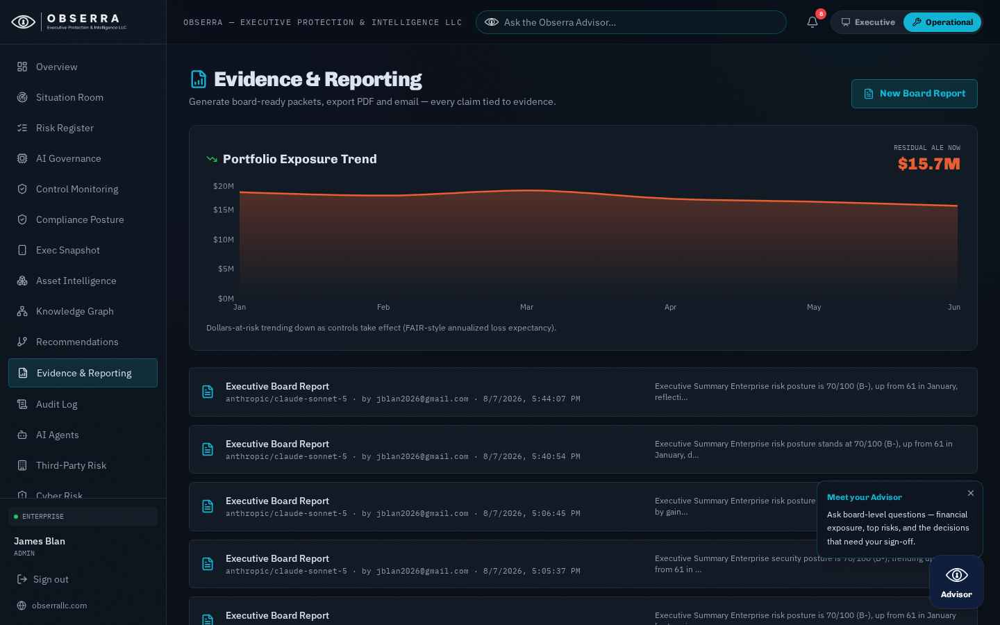 OBSERRA
Executive Protection & Intelligence LLC
OBSERRA — EXECUTIVE PROTECTION & INTELLIGENCE LLC
Ask the Obserra Advisor...
8
Executive
Operational
Overview
Situation Room
Risk Register
AI Governance
Control Monitoring
Compliance Posture
Exec Snapshot
Asset Intelligence
Knowledge Graph
Recommendations
Evidence & Reporting
Audit Log
AI Agents
Third-Party Risk
Cyber Risk
ENTERPRISE
James Blan
ADMIN
Sign out
obserrallc.com
Evidence & Reporting
Generate board-ready packets, export PDF and email — every claim tied to evidence.
New Board Report
Portfolio Exposure Trend
RESIDUAL ALE NOW
$15.7M
$20M
$15M
$10M
$5M
$0M
Jan
Feb
Mar
Apr
May
Jun
Dollars-at-risk trending down as controls take effect (FAIR-style annualized loss expectancy).
Executive Board Report
anthropic/claude-sonnet-5 · by jblan2026@gmail.com · 8/7/2026, 5:44:07 PM
Executive Summary Enterprise risk posture is 70/100 (B-), up from 61 in January,
reflecti...
Executive Board Report
anthropic/claude-sonnet-5 · by jblan2026@gmail.com · 8/7/2026, 5:40:54 PM
Executive Summary Enterprise risk posture stands at 70/100 (B-), up from 61 in
January, d...
Executive Board Report
anthropic/claude-sonnet-5 · by jblan2026@gmail.com · 8/7/2026, 5:06:45 PM
Executive Summary Enterprise risk posture
by gain...
Executive Board Report
anthropic/claude-sonnet-5 · by jblan2026@gmail.com · 8/7/2026, 5:05:37 PM
Executive Summary Enterprise security posture is 70/100 (B-), trending up
from 61 in ...
Executive Board Report
Executive Summary Enterprise risk posture is 70/100 (B-), up from 61 in January
Meet your Advisor
Ask board-level questions — financial
exposure, top risks, and the decisions
that need your sign-off.
Advisor